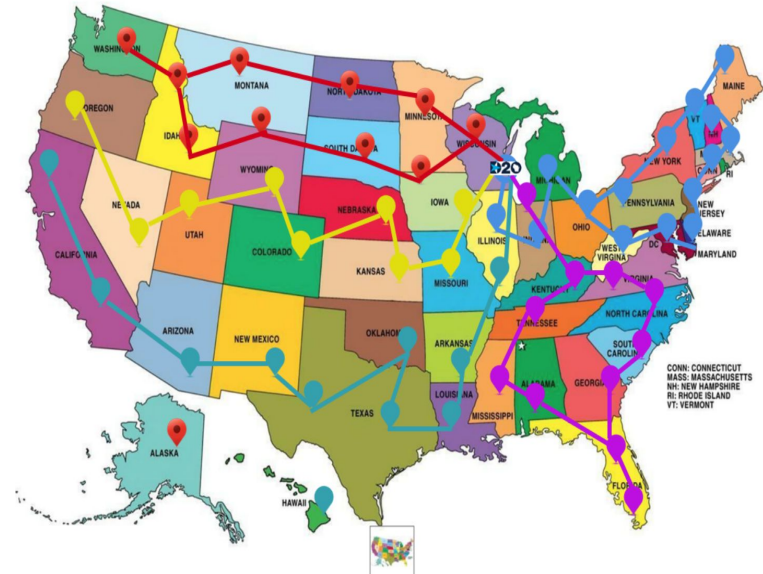 WASHINGTON
MAINE
MONTANA
NORTH DAKOTA
OREGON
VT
MINNESOTA
IDAHO
NH
WISCONSIN
SOUTH DAKOTA
NEW YORK
D20
WYOMING
MICHIGAN
RI
IOWA
PENNSYLVANIA
NEBRASKA
NEW
JERSEY
NEVADA
OHIO
UTAH
ILLINOIS
DELAWARE
DC
COLORADO
WEST
VIRGINIA
MARYLAND
CALIFORNIA
KANSAS
MISSOURI
VIRGINIA
KENTUCKY
NORTH CAROLINA
TENNESSEE
ARIZONA
NEW MEXICO
OKLAHOMA
ARKANSAS
SOUTH
CAROLINA
CONN: CONNECTICUT
MASS: MASSACHUSETTS
NH: NEW HAMPSHIRE
RI: RHODE ISLAND
VT: VERMONT
ALABAMA
GEORGIA
LOUISIANA
TEXAS
MISSISSIPPI
ALASKA
FLORIDA
HAWAII